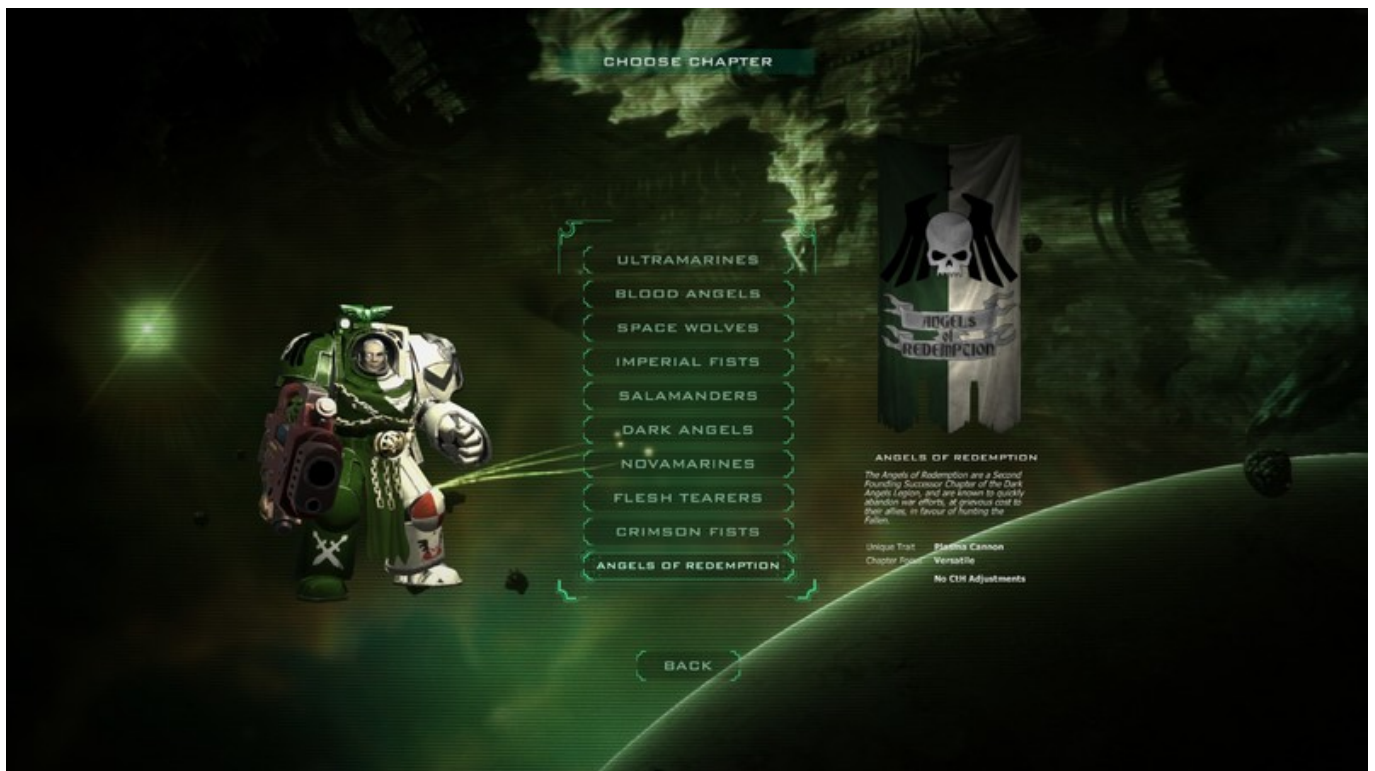 CHOOSE CHAPTER
ULTRAMARINES
BLOOD ANGELS
SPACE WOLVES
IMPERIAL FISTS
SALAMANDERS
DARK ANGELS
NOVAMARINES
FLESH TEARERS
CRIMSON FISTS
ANGELS OF REDEMPTION
BACK
ANGELS
of
REDEMPTION
ANGELS OF REDEMPTION
The Angels of Redemption are a Second
Founding Successor Chapter of the Dark
Angels Legion, and are known to quickly
abandon war efforts, at grievous cost to
their allies, in favour of hunting the
Fallen.
Unique Trait Plasma Cannon
Chapter Focus Versatile
No CtH Adjustments